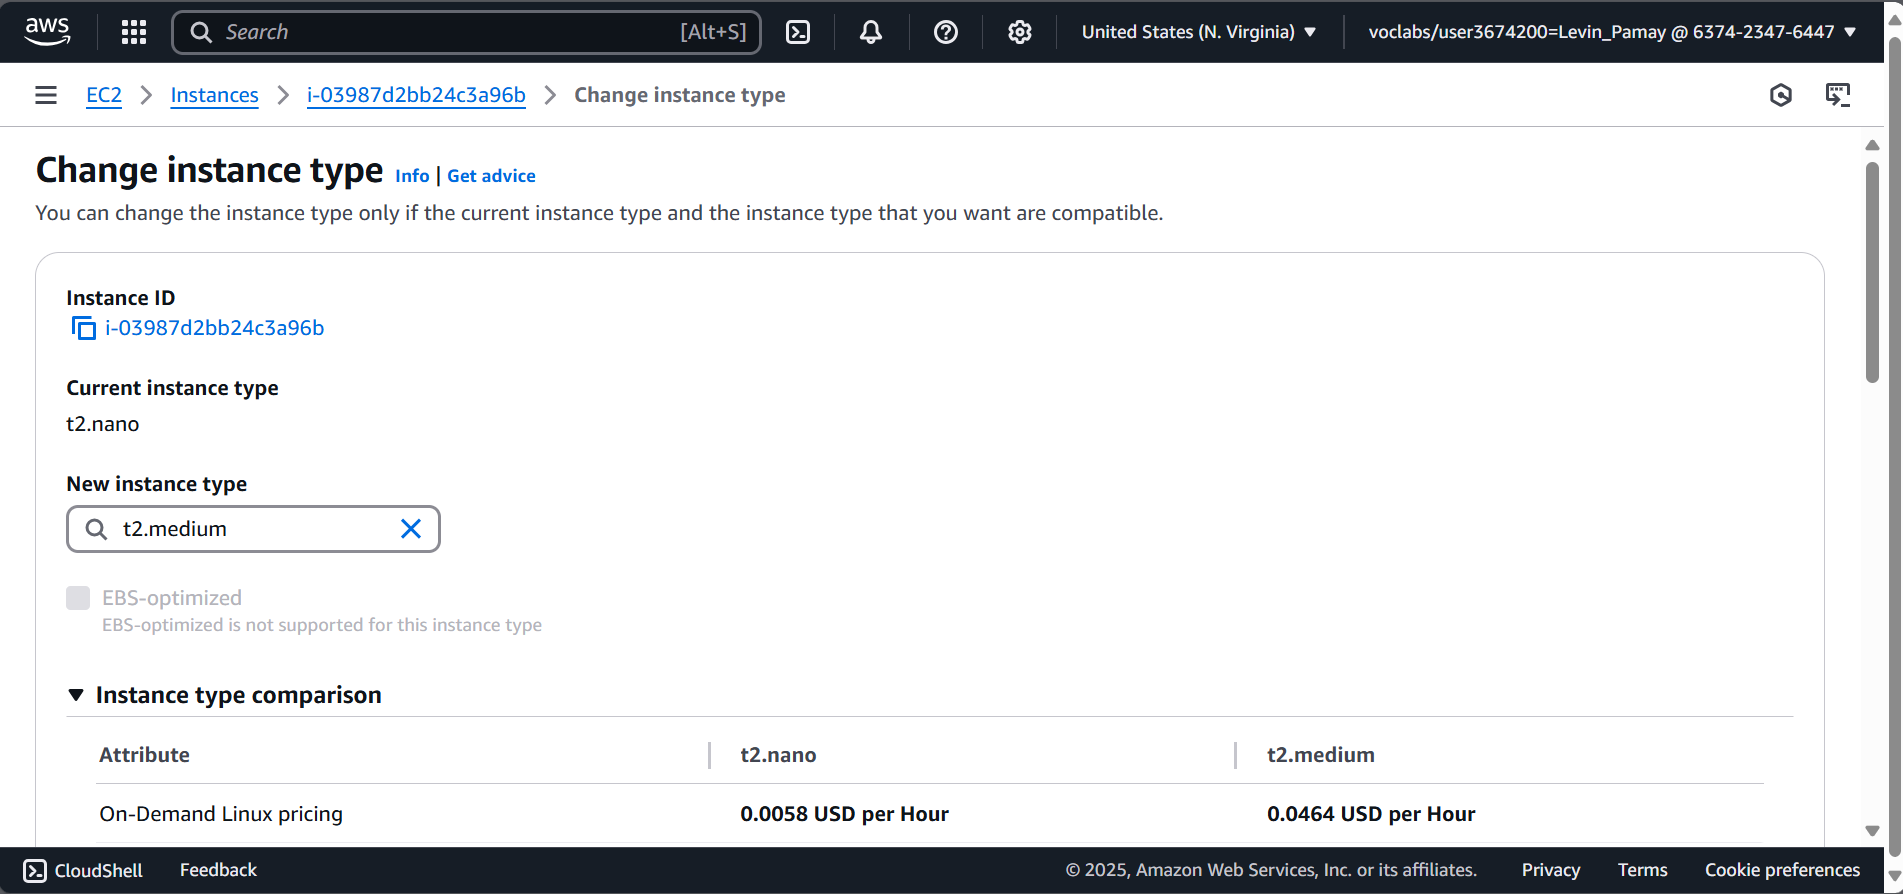 aws
Search [Alt+S]
United States (N. Virginia)
voclabs/user3674200=Levin_Pamay @ 6374-2347-6447
EC2 > Instances > i-03987d2bb24c3a96b > Change instance type
Change instance type Info | Get advice
You can change the instance type only if the current instance type and the instance type that you want are compatible.
Instance ID
i-03987d2bb24c3a96b
Current instance type
t2.nano
New instance type
t2.medium
EBS-optimized
EBS-optimized is not supported for this instance type
Instance type comparison
Attribute t2.nano t2.medium
On-Demand Linux pricing 0.0058 USD per Hour 0.0464 USD per Hour
CloudShell Feedback © 2025, Amazon Web Services, Inc. or its affiliates. Privacy Terms Cookie preferences